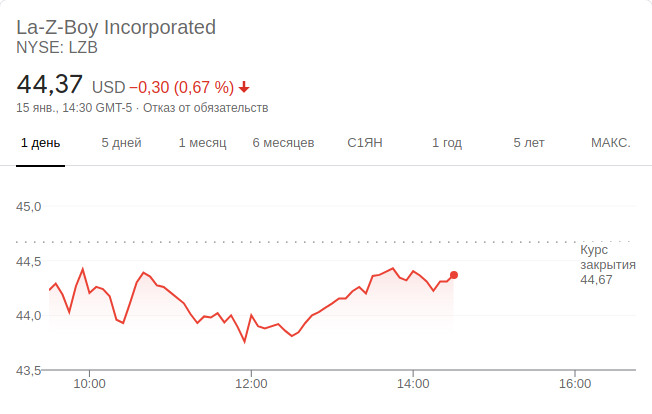 La-Z-Boy Incorporated
NYSE: LZB
44,37 USD −0,30 (0,67 %)
15 янв., 14:30 GMT-5 · Отказ от обязательств
1 день 5 дней 1 месяц 6 месяцев С1ЯН 1 год 5 лет МАКС.
45,0
44,5
44,0
43,5
Курс
закрытия
44,67
10:00 12:00 14:00 16:00